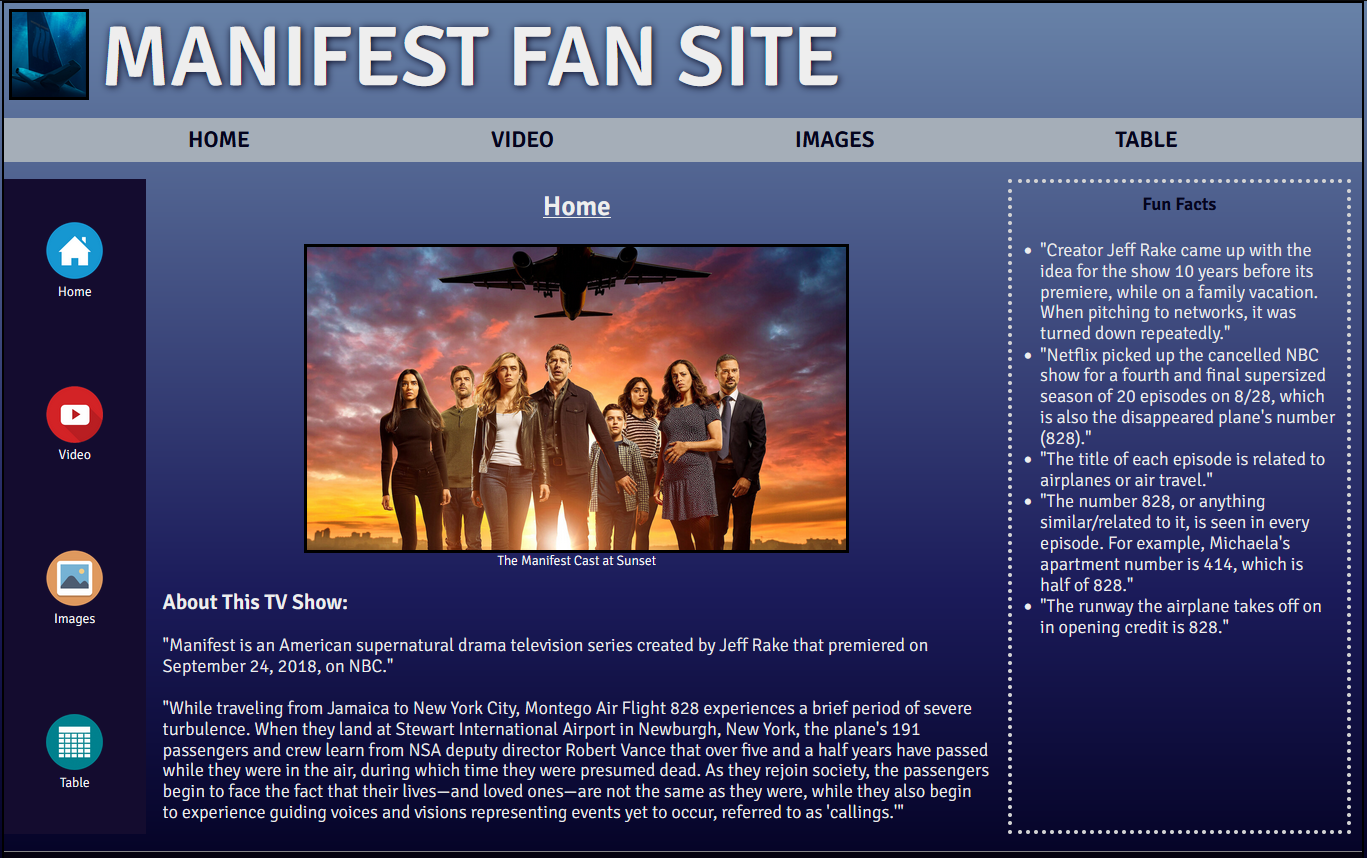 MANIFEST FAN SITE
HOME VIDEO IMAGES TABLE
Home
Video
Images
Table
Home
The Manifest Cast at Sunset
About This TV Show:
"Manifest is an American supernatural drama television series created by Jeff Rake that premiered on
September 24, 2018, on NBC."
"While traveling from Jamaica to New York City, Montego Air Flight 828 experiences a brief period of severe
turbulence. When they land at Stewart International Airport in Newburgh, New York, the plane's 191
passengers and crew learn from NSA deputy director Robert Vance that over five and a half years have passed
while they were in the air, during which time they were presumed dead. As they rejoin society, the passengers
begin to face the fact that their lives—and loved ones—are not the same as they were, while they also begin
to experience guiding voices and visions representing events yet to occur, referred to as 'callings.'"
Fun Facts
"Creator Jeff Rake came up with the
idea for the show 10 years before its
premiere, while on a family vacation.
When pitching to networks, it was
turned down repeatedly."
"Netflix picked up the cancelled NBC
show for a fourth and final supersized
season of 20 episodes on 8/28, which
is also the disappeared plane's number
(828)."
"The title of each episode is related to
airplanes or air travel."
"The number 828, or anything
similar/related to it, is seen in every
episode. For example, Michaela's
apartment number is 414, which is
half of 828."
"The runway the airplane takes off on
in opening credit is 828."